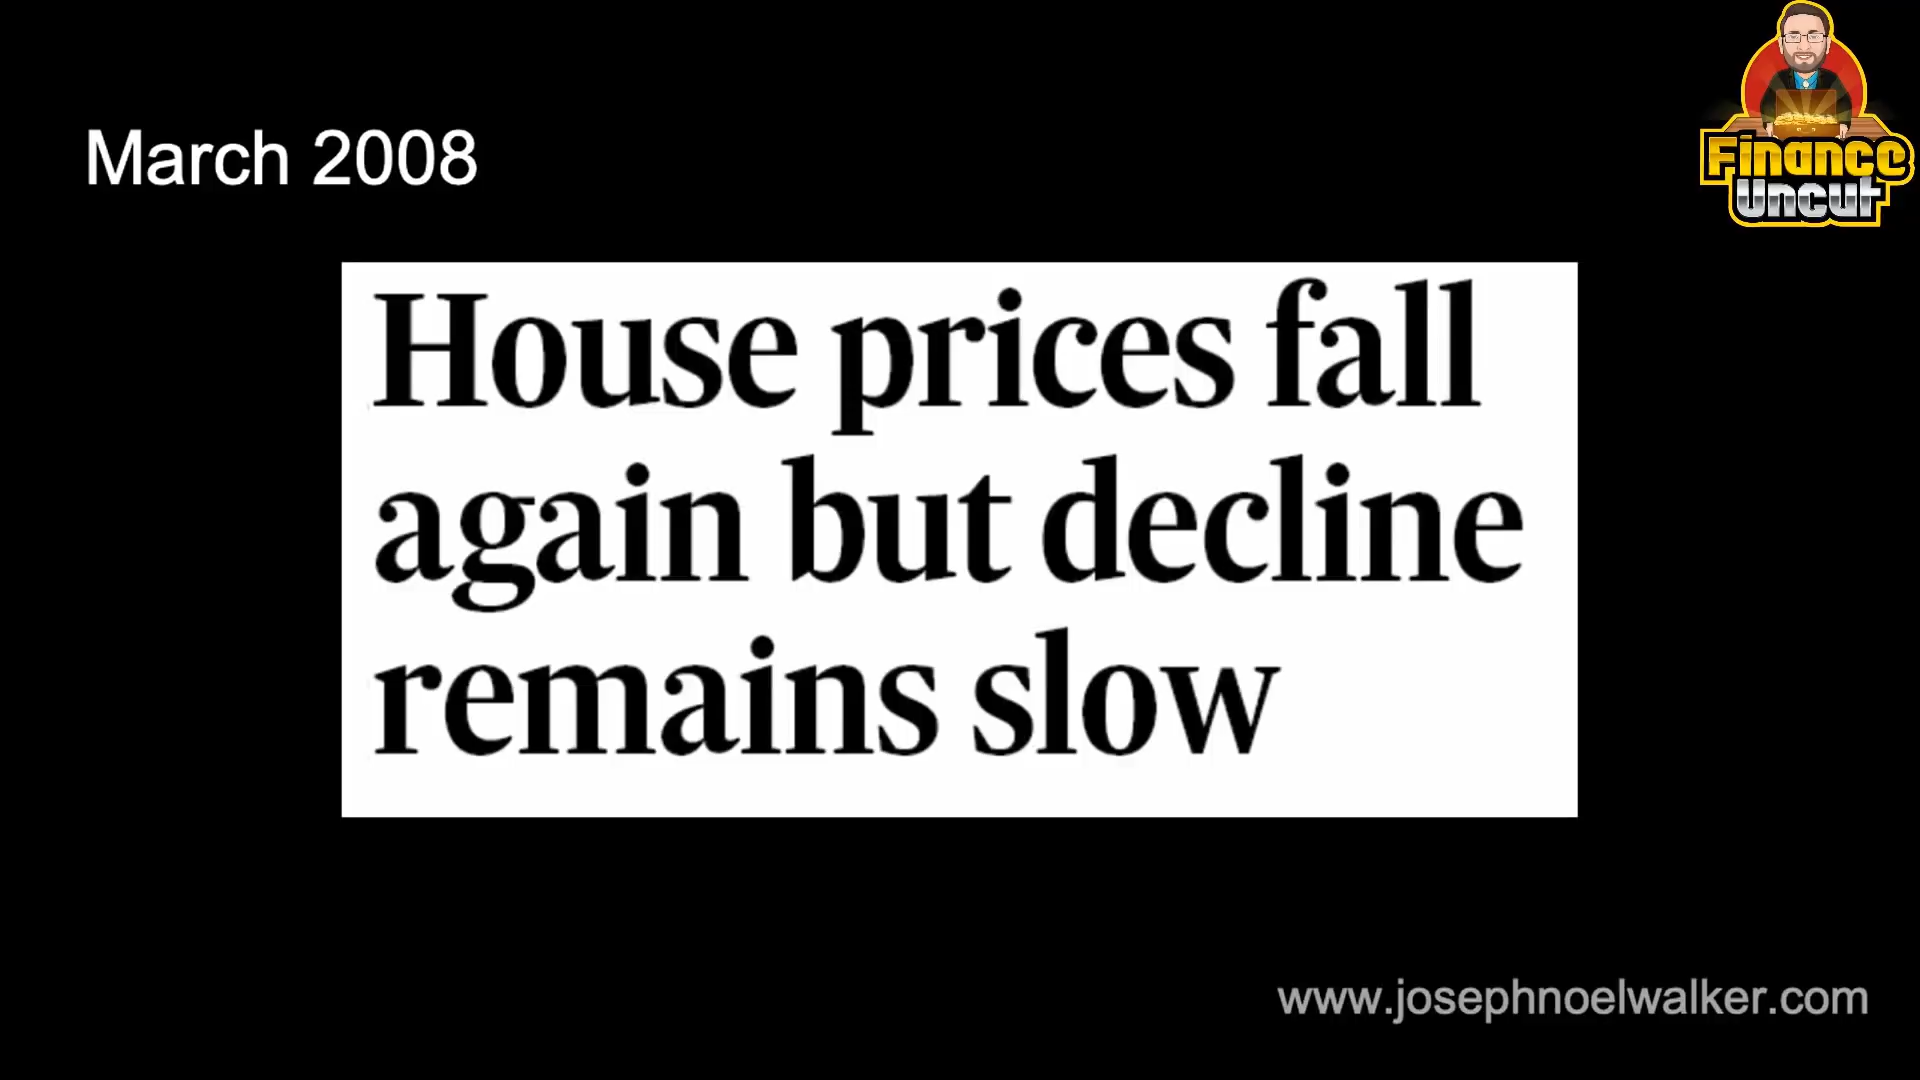 March 2008
Finance
Uncut
House prices fall
again but decline
remains slow
www.josephnoelwalker.com